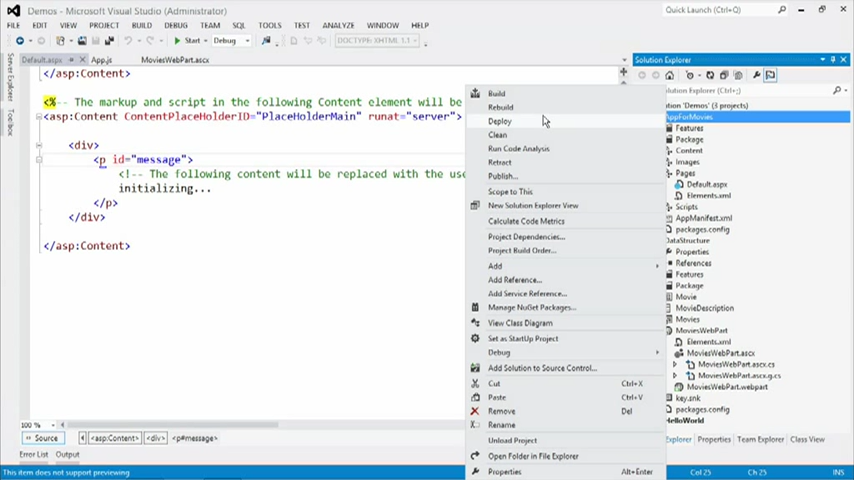 Demos - Microsoft Visual Studio (Administrator)
Quick Launch (Ctrl+Q)
FILE EDIT VIEW PROJECT BUILD DEBUG TEAM SQL TOOLS TEST ANALYZE WINDOW HELP
Start Debug DOCTYPE: XHTML 1.1
Default.aspx App.js MoviesWebPart.ascx
</asp:Content>
<%-- The markup and script in the following Content element will be
<asp:Content ContentPlaceHolderID="PlaceHolderMain" runat="server">
<div>
<p id="message">
<!-- The following content will be replaced with the use
initializing...
</p>
</div>
</asp:Content>
100 %
Source <asp:Content> <div> <p#message>
Error List Output
This item does not support previewing
Col 25 Ch 25
Server Explorer
Toolbox
Build
Rebuild
Deploy
Clean
Run Code Analysis
Retract
Publish...
Scope to This
New Solution Explorer View
Calculate Code Metrics
Project Dependencies...
Project Build Order...
Add
Add Reference...
Add Service Reference...
Manage NuGet Packages...
View Class Diagram
Set as StartUp Project
Debug
Add Solution to Source Control...
Cut Ctrl+X
Paste Ctrl+V
Remove Del
Rename
Unload Project
Open Folder in File Explorer
Properties Alt+Enter
Solution Explorer
olution Explorer (Ctrl+;)
ution 'Demos' (3 projects)
AppForMovies
Features
Package
Content
Images
Pages
Default.aspx
Elements.xml
Scripts
AppManifest.xml
packages.config
DataStructure
Properties
References
Features
Package
Movie
MovieDescription
Movies
MoviesWebPart
Elements.xml
MoviesWebPart.ascx
MoviesWebPart.ascx.cs
MoviesWebPart.ascx.g.cs
MoviesWebPart.webpart
key.snk
packages.config
HelloWorld
Explorer Properties Team Explorer Class View